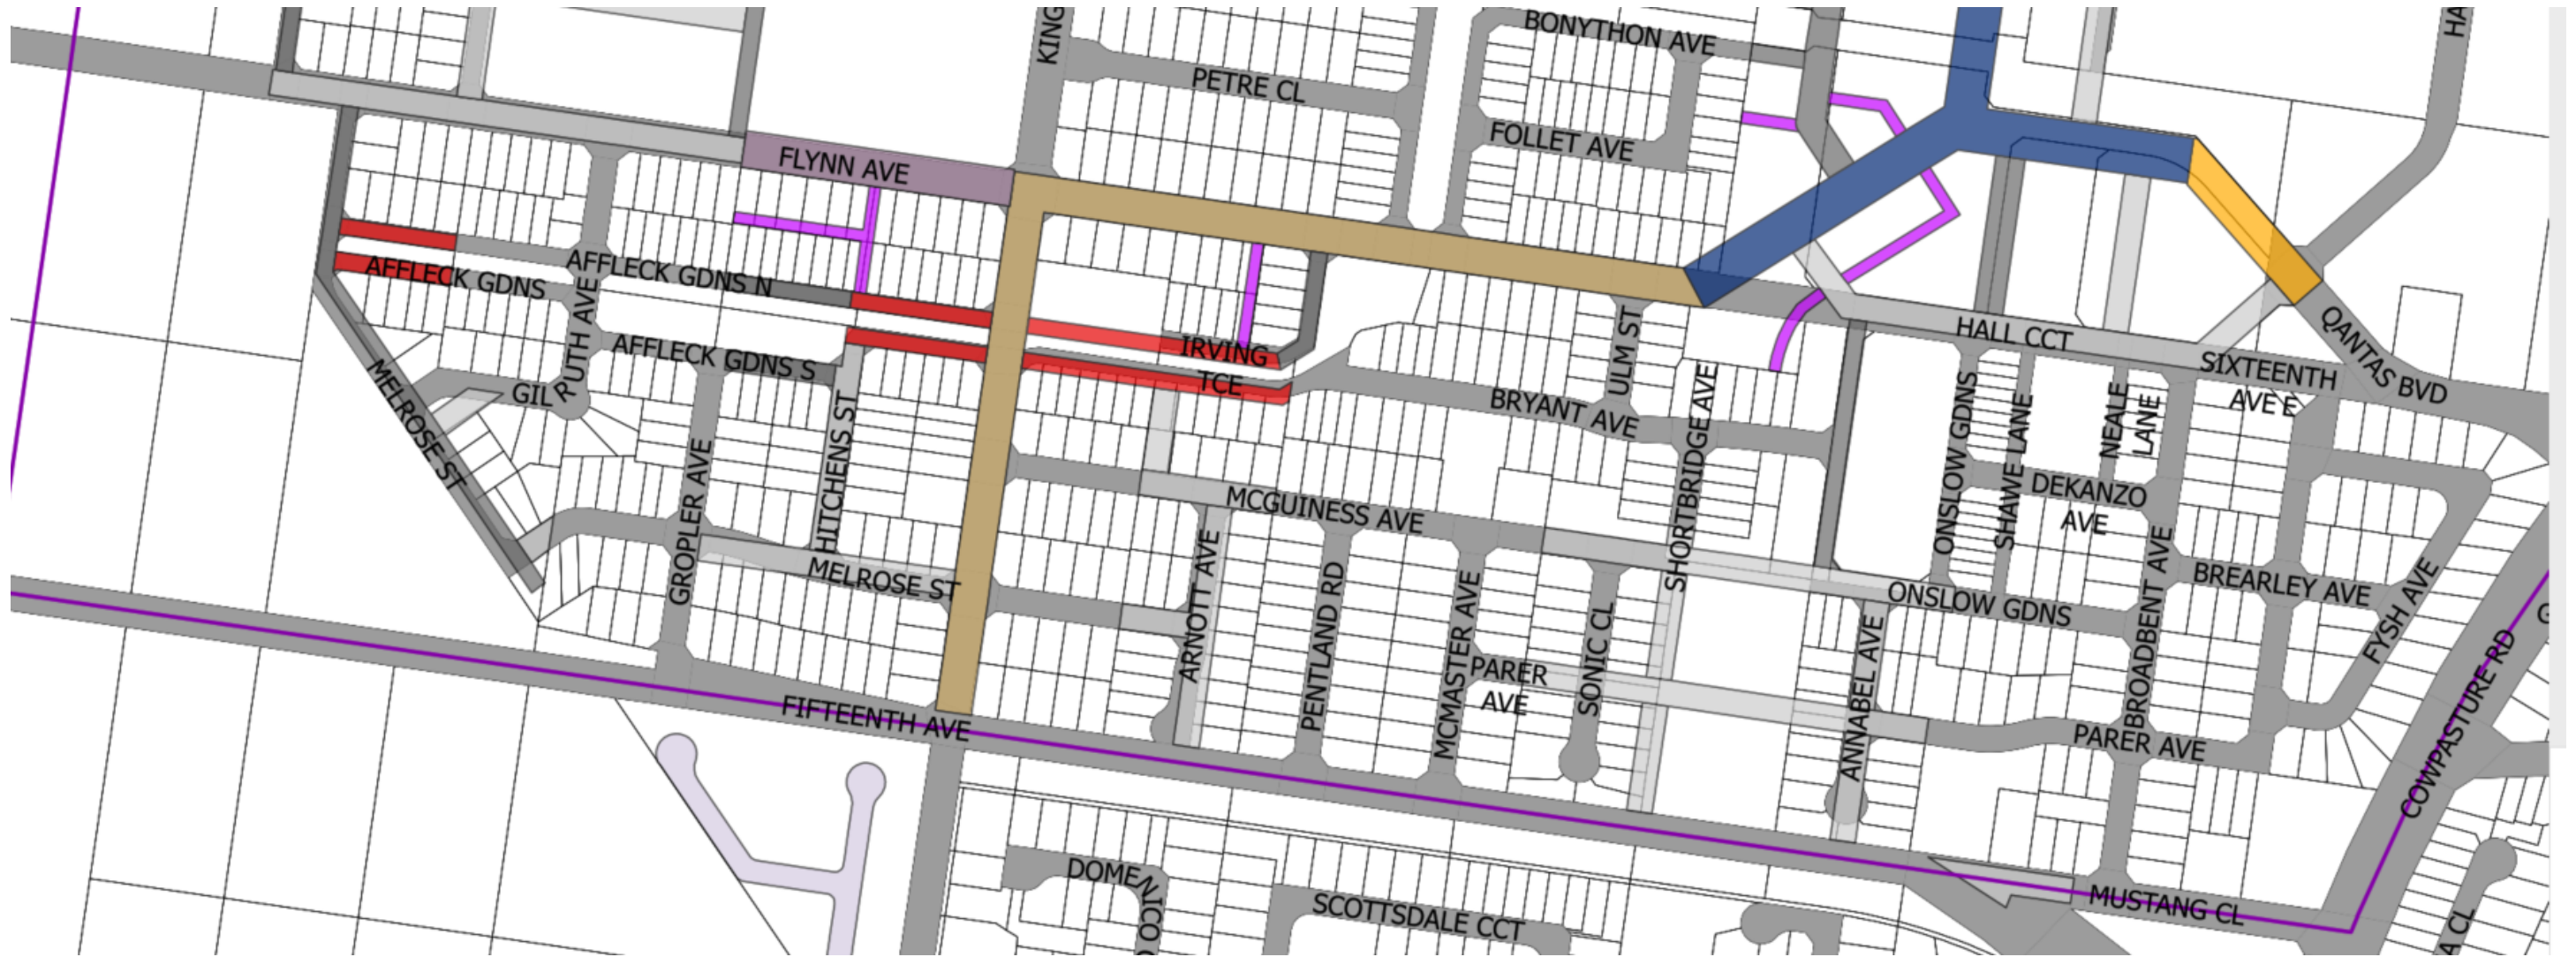 KING
HA
BONYTHON AVE
PETRE CL
FOLLET AVE
FLYNN AVE
AFFLECK GDNS N
AFFLECK GDNS
RUTH AVE
AFFLECK GDNS S
IRVING
TCE
ULM ST
HALL CCT
QANTAS BVD
SIXTEENTH
AVE E
MELROSE ST
GIL
HITCHENS ST
GROPLER AVE
BRYANT AVE
SHORTBRIDGE AVE
ONSLOW GDNS
SHAWE LANE
NEALE
LANE
DEKANZO
AVE
MCGUINESS AVE
MELROSE ST
ARNOTT AVE
PENTLAND RD
MCMASTER AVE
SONIC CL
PARER
AVE
ONSLOW GDNS
ANNABEL AVE
BROADBENT AVE
BREARLEY AVE
FYSH AVE
COWPASTURE RD
G
PARER AVE
FIFTEENTH AVE
DOMENICO
SCOTTSDALE CCT
MUSTANG CL
A CL